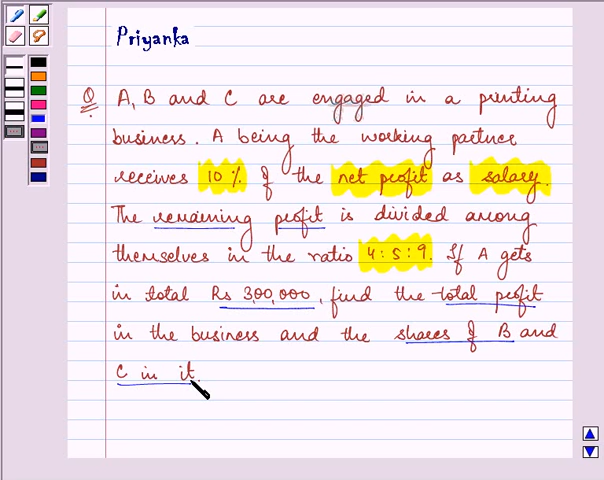 Priyanka
Q. A, B and C are engaged in a printing
business. A being the working partner
receives 10% of the net profit as salary.
The remaining profit is divided among
themselves in the ratio 4:5:9. If A gets
in total Rs 300,000, find the total profit
in the business and the shares of B and
C in it.